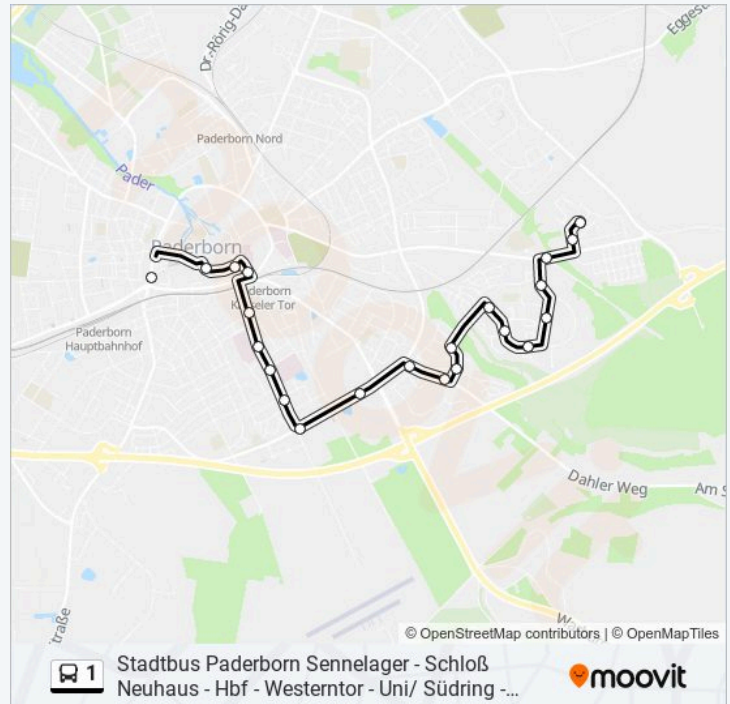 Dr.-Rörig-Da
Eggest
Paderborn Nord
Pader
Paderborn
Paderborn
Kasseler Tor
Paderborn
Hauptbahnhof
Dahler Weg
Am S
traße
© OpenStreetMap contributors | © OpenMapTiles
1
Stadtbus Paderborn Sennelager - Schloß
Neuhaus - Hbf - Westerntor - Uni/ Südring -...
moovit